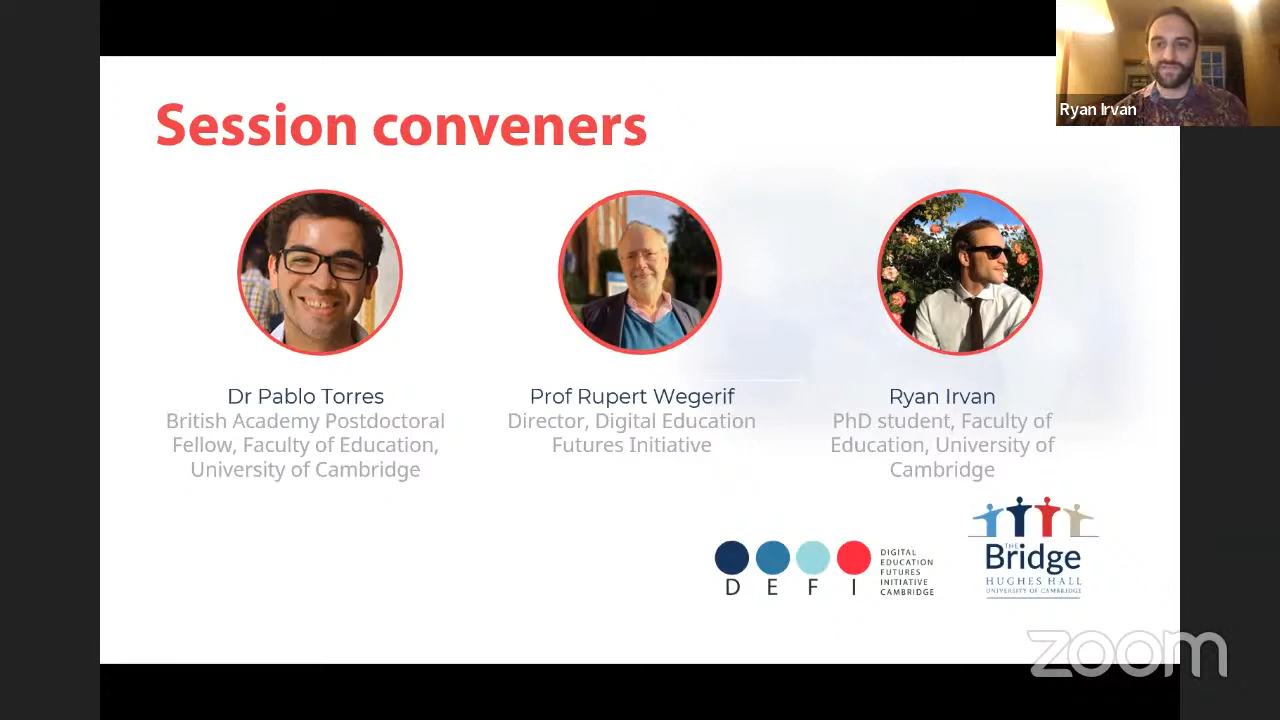 Ryan Irvan
Session conveners
Dr Pablo Torres
British Academy Postdoctoral
Fellow, Faculty of Education,
University of Cambridge
Prof Rupert Wegerif
Director, Digital Education
Futures Initiative
Ryan Irvan
PhD student, Faculty of
Education, University of
Cambridge
D E F I
DIGITAL
EDUCATION
FUTURES
INITIATIVE
CAMBRIDGE
THE
Bridge
HUGHES HALL
UNIVERSITY OF CAMBRIDGE
zoom